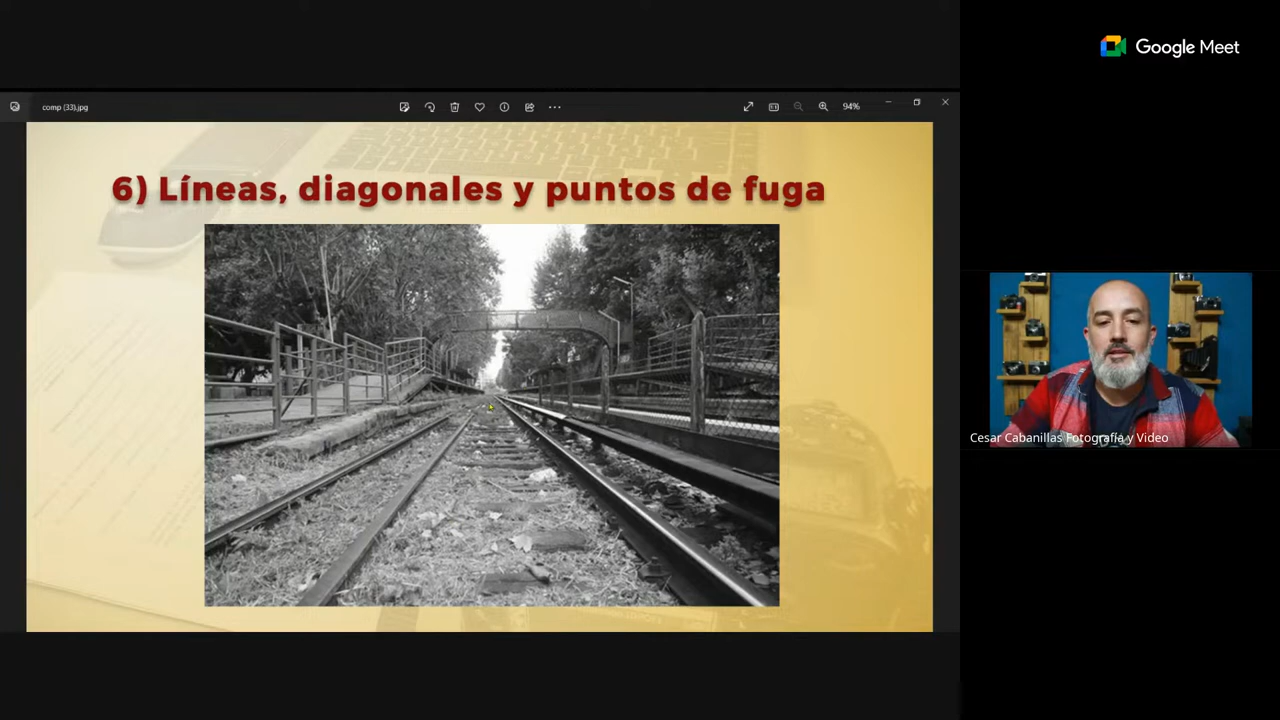 Google Meet
comp (33).jpg
94%
6) Líneas, diagonales y puntos de fuga
Cesar Cabanillas Fotografía y Video